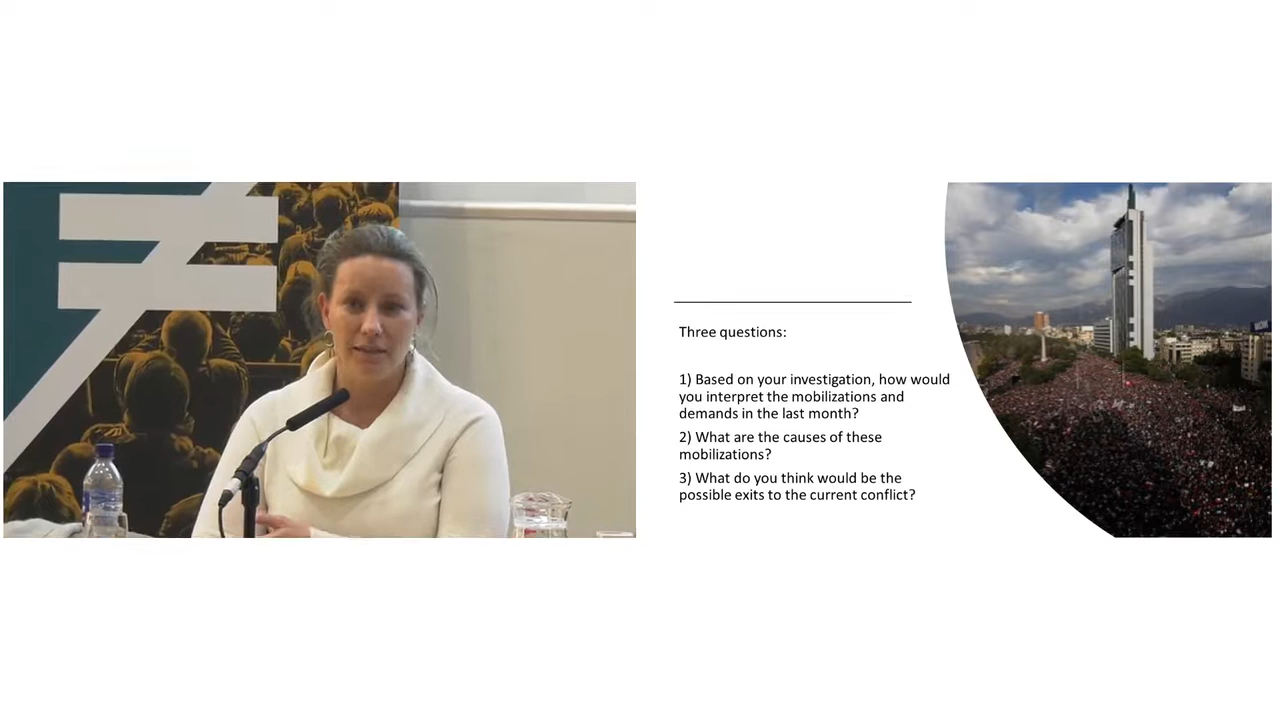 Three questions:
1) Based on your investigation, how would
you interpret the mobilizations and
demands in the last month?
2) What are the causes of these
mobilizations?
3) What do you think would be the
possible exits to the current conflict?